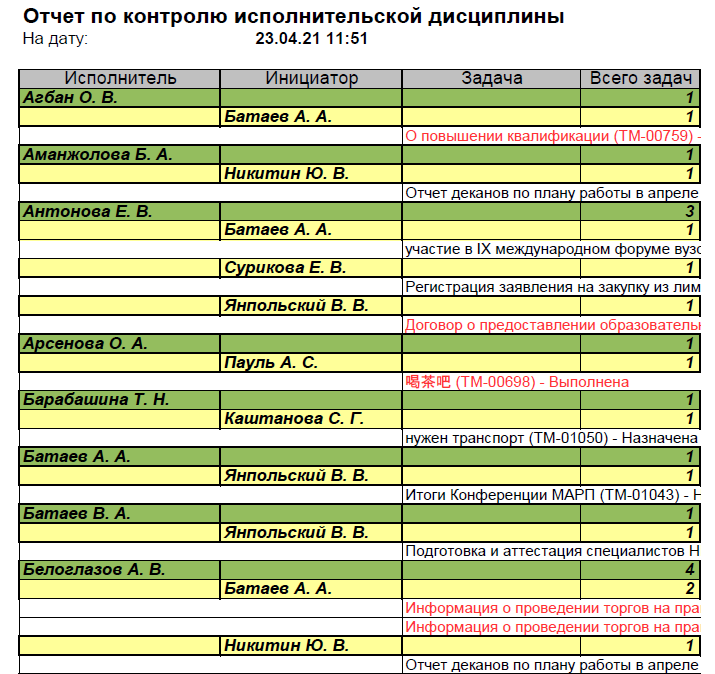 Отчет по контролю исполнительской дисциплины
На дату: 23.04.21 11:51
Исполнитель Инициатор Задача Всего задач
Агбан О. В. 1
Батаев А. А. 1
О повышении квалификации (ТМ-00759) -
Аманжолова Б. А. 1
Никитин Ю. В. 1
Отчет деканов по плану работы в апреле
Антонова Е. В. 3
Батаев А. А. 1
участие в IX международном форуме вузо
Сурикова Е. В. 1
Регистрация заявления на закупку из лим
Янпольский В. В. 1
Договор о предоставлении образователь
Арсенова О. А. 1
Пауль А. С. 1
喝茶吧 (ТМ-00698) - Выполнена
Барабашина Т. Н. 1
Каштанова С. Г. 1
нужен транспорт (ТМ-01050) - Назначена
Батаев А. А. 1
Янпольский В. В. 1
Итоги Конференции МАРП (ТМ-01043) - Н
Батаев В. А. 1
Янпольский В. В. 1
Подготовка и аттестация специалистов Н
Белоглазов А. В. 4
Батаев А. А. 2
Информация о проведении торгов на пра
Информация о проведении торгов на пра
Никитин Ю. В. 1
Отчет деканов по плану работы в апреле